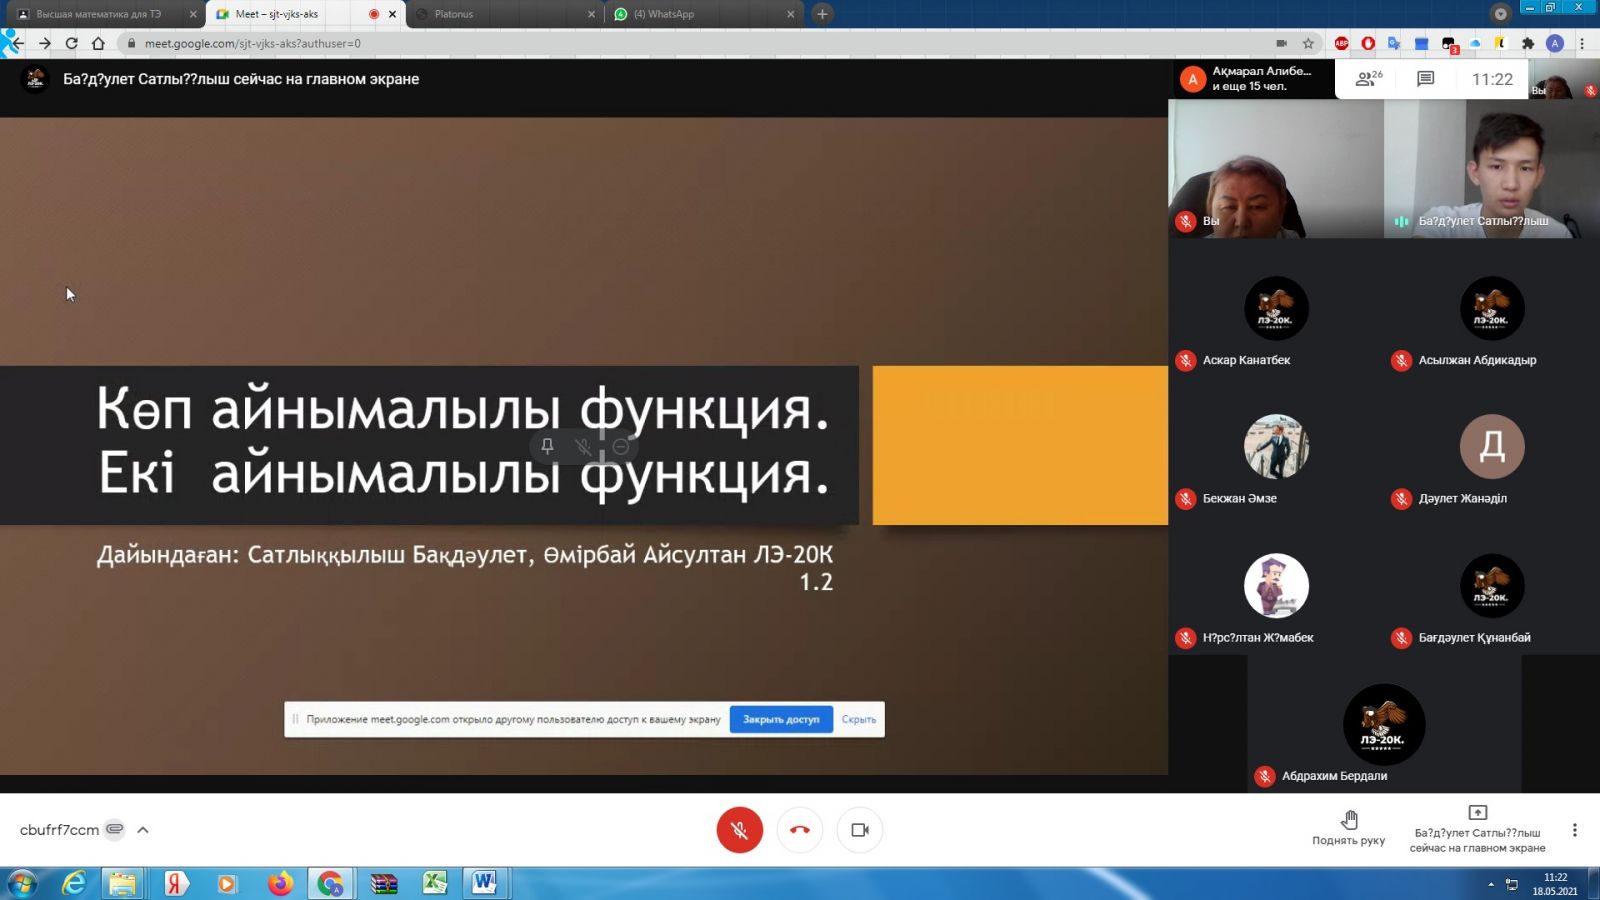 Высшая математика для ТЭ
Meet – sjt-vjks-aks
Platonus
(4) WhatsApp
meet.google.com/sjt-vjks-aks?authuser=0
ABP
3
A
Ба?д?улет Сатлы??лыш сейчас на главном экране
А
Ақмарал Алибе...
и еще 15 чел.
26
11:22
Вы
Вы
Ба?д?улет Сатлы??лыш
ЛЭ-20К.
Аскар Канатбек
ЛЭ-20К.
Асылжан Абдикадыр
Бекжан Әмзе
Д
Дәулет Жанәділ
Н?рс?лтан Ж?мабек
ЛЭ-20К.
Бағдәулет Құнанбай
ЛЭ-20К.
Абдрахим Бердали
Көп айнымалылы функция.
Екі айнымалылы функция.
Дайындаған: Сатлыққылыш Бақдәулет, Өмірбай Айсултан ЛЭ-20К
1.2
Приложение meet.google.com открыло другому пользователю доступ к вашему экрану
Закрыть доступ
Скрыть
cbufrf7ccm
Поднять руку
Ба?д?улет Сатлы??лыш
сейчас на главном экране
11:22
18.05.2021